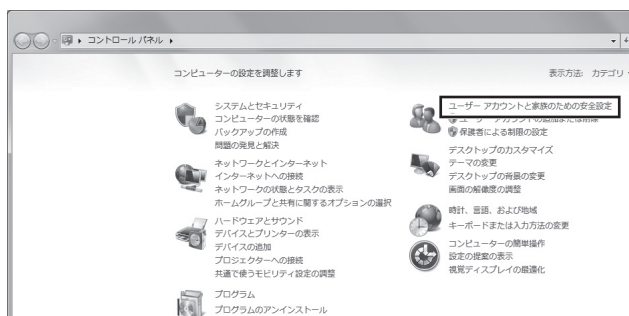 コントロール パネル
コンピューターの設定を調整します
表示方法: カテゴリ
システムとセキュリティ
コンピューターの状態を確認
バックアップの作成
問題の発見と解決
ネットワークとインターネット
インターネットへの接続
ネットワークの状態とタスクの表示
ホームグループと共有に関するオプションの選択
ハードウェアとサウンド
デバイスとプリンターの表示
デバイスの追加
プロジェクターへの接続
共通で使うモビリティ設定の調整
プログラム
プログラムのアンインストール
ユーザー アカウントと家族のための安全設定
ユーザー アカウントの追加または削除
保護者による制限の設定
デスクトップのカスタマイズ
テーマの変更
デスクトップの背景の変更
画面の解像度の調整
時計、言語、および地域
キーボードまたは入力方法の変更
コンピューターの簡単操作
設定の提案の表示
視覚ディスプレイの最適化